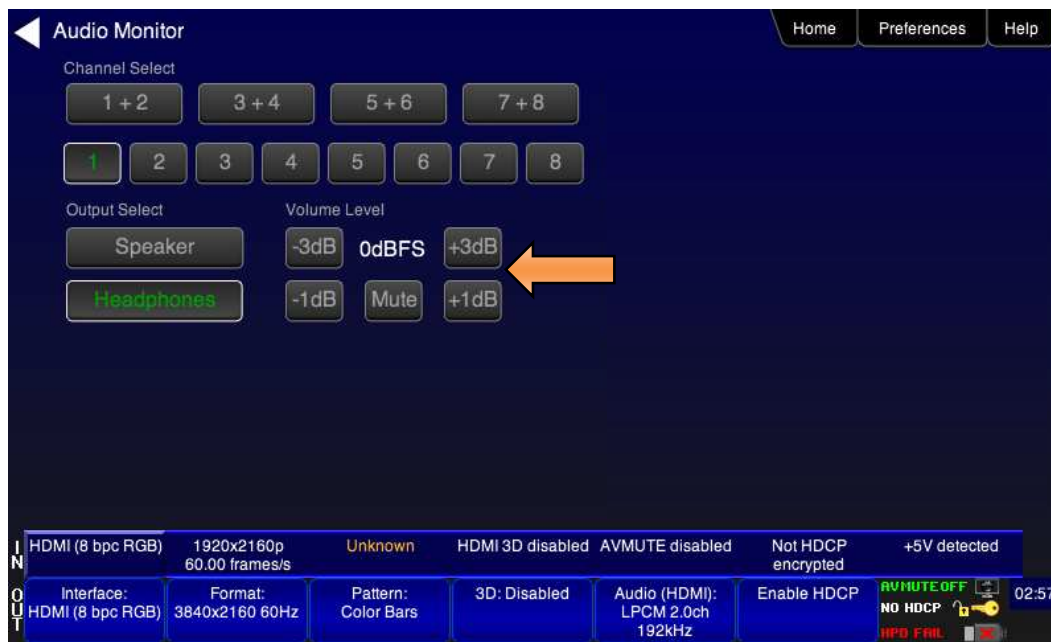 Audio Monitor
Home
Preferences
Help
Channel Select
1 + 2
3 + 4
5 + 6
7 + 8
1
2
3
4
5
6
7
8
Output Select
Volume Level
Speaker
-3dB
0dBFS
+3dB
Headphones
-1dB
Mute
+1dB
IN
HDMI (8 bpc RGB)
1920x2160p
60.00 frames/s
Unknown
HDMI 3D disabled
AVMUTE disabled
Not HDCP
encrypted
+5V detected
OUT
Interface:
HDMI (8 bpc RGB)
Format:
3840x2160 60Hz
Pattern:
Color Bars
3D: Disabled
Audio (HDMI):
LPCM 2.0ch
192kHz
Enable HDCP
AVMUTEOFF
NO HDCP
HPD FAIL
02:57